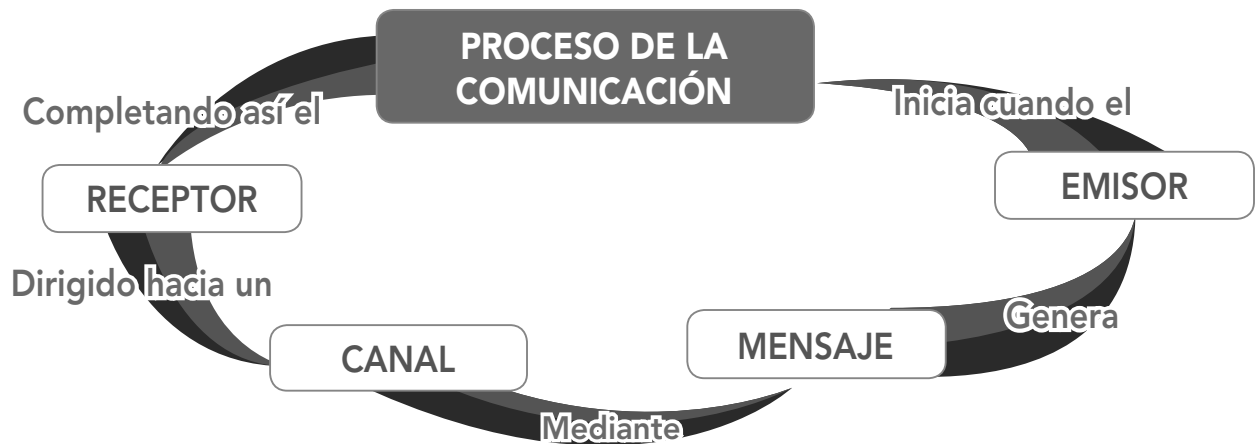 PROCESO DE LA
COMUNICACIÓN
Inicia cuando el
EMISOR
Genera
MENSAJE
Mediante
CANAL
Dirigido hacia un
RECEPTOR
Completando así el